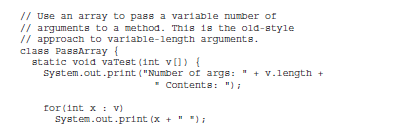 // Use an array to pass a variable number of
// arguments to a method. This is the old-style
// approach to variable-length arguments.
class PassArray {
static void vaTest(int v[]) {
System.out.print("Number of args: " + v.length +
" Contents: ");
for(int x : v)
System.out.print(x + " ");